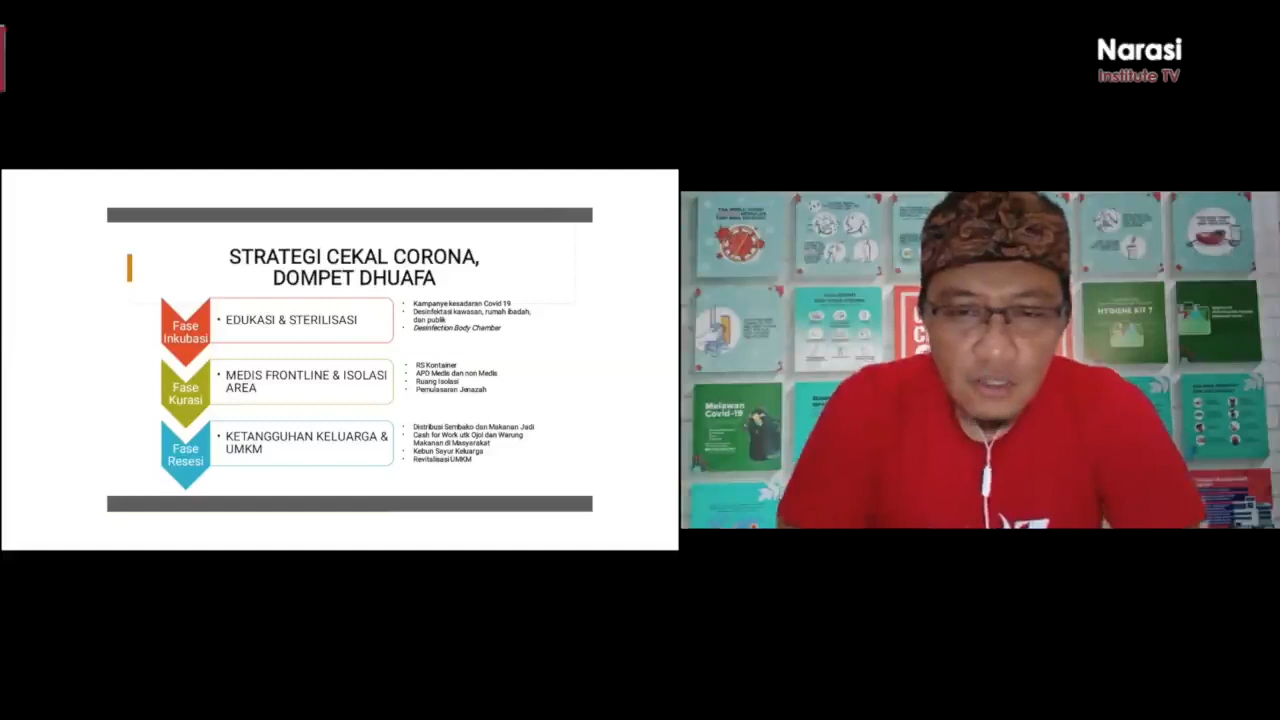 Narasi
Institute TV
STRATEGI CEKAL CORONA,
DOMPET DHUAFA
Fase
Inkubasi
• EDUKASI & STERILISASI
• Kampanye kesadaran Covid 19
• Desinfektasi kawasan, rumah ibadah,
dan publik
• Desinfection Body Chamber
Fase
Kurasi
• MEDIS FRONTLINE & ISOLASI
AREA
• RS Kontainer
• APD Medis dan non Medis
• Ruang Isolasi
• Pemulasaran Jenazah
Fase
Resesi
• KETANGGUHAN KELUARGA &
UMKM
• Distribusi Sembako dan Makanan Jadi
• Cash for Work utk Ojol dan Warung
Makanan di Masyarakat
• Kebun Sayur Keluarga
• Revitalisasi UMKM
HYGIENE KIT ?
Melawan
Covid-19